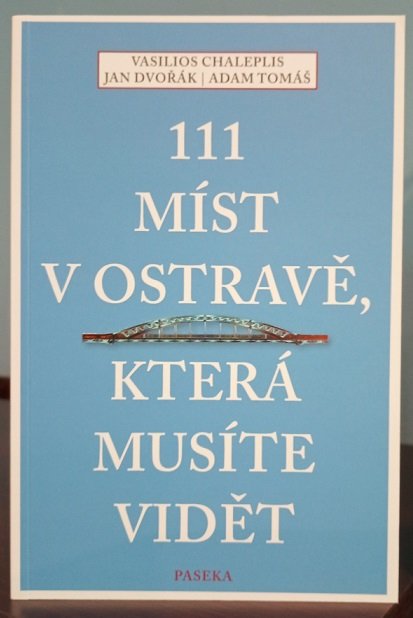 VASILIOS CHALEPLIS
JAN DVOŘÁK | ADAM TOMÁŠ
111
MÍST
V OSTRAVĚ,
KTERÁ
MUSÍTE
VIDĚT
PASEKA